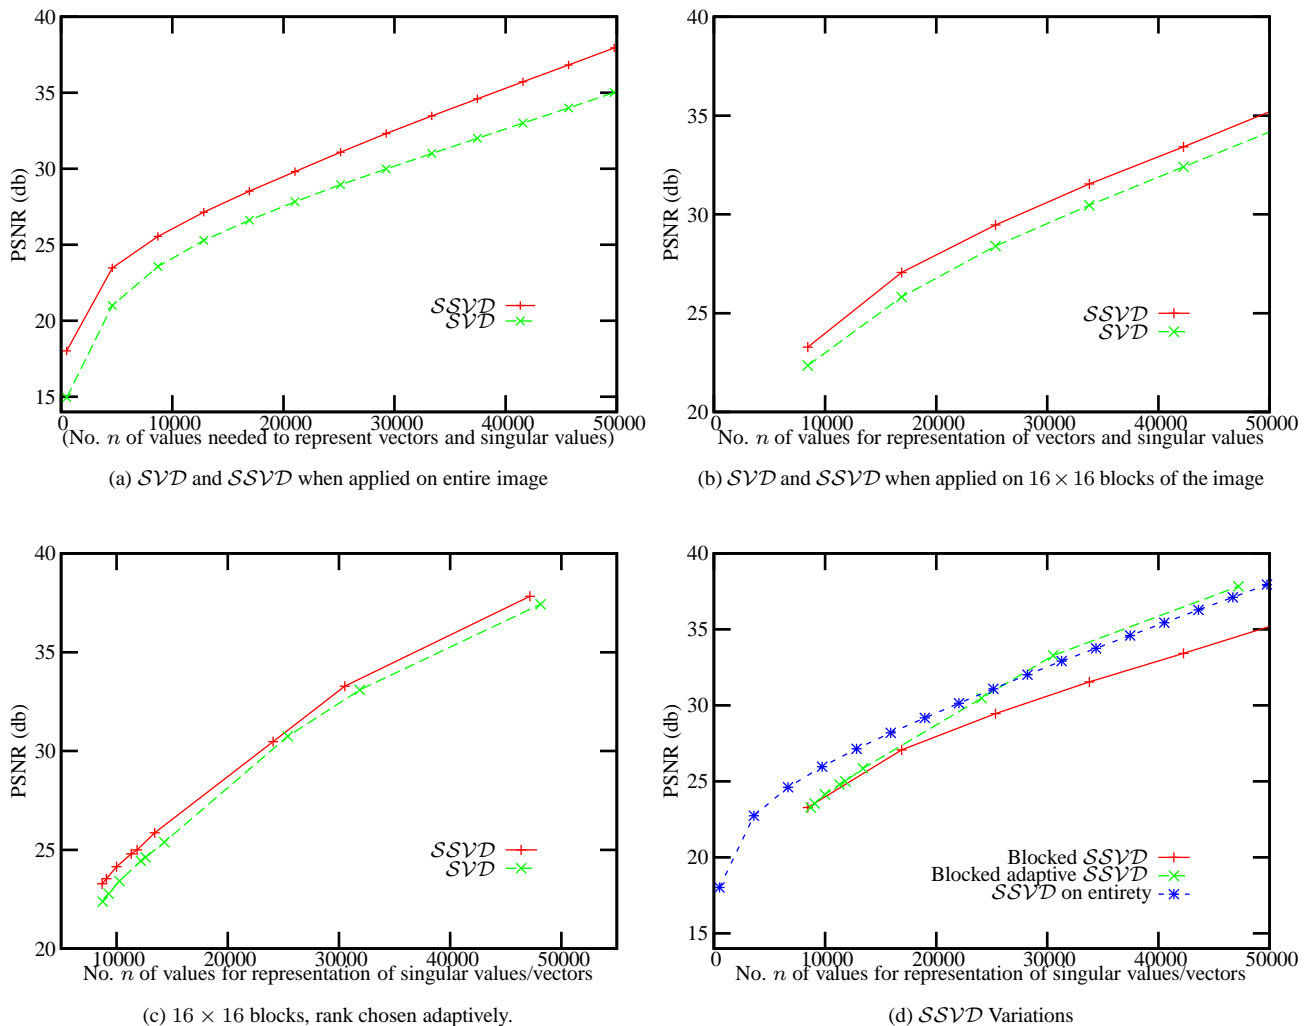 40
35
30
25
20
15
PSNR (db)
SSVD
SVD
0 10000 20000 30000 40000 50000
(No. n of values needed to represent vectors and singular values)
(a) SVD and SSVD when applied on entire image
40
35
30
25
20
PSNR (db)
SSVD
SVD
0 10000 20000 30000 40000 50000
No. n of values for representation of vectors and singular values
(b) SVD and SSVD when applied on 16 × 16 blocks of the image
40
35
30
25
20
PSNR (db)
SSVD
SVD
10000 20000 30000 40000 50000
No. n of values for representation of singular values/vectors
(c) 16 × 16 blocks, rank chosen adaptively.
40
35
30
25
20
15
PSNR (db)
Blocked SSVD
Blocked adaptive SSVD
SSVD on entirety
0 10000 20000 30000 40000 50000
No. n of values for representation of singular values/vectors
(d) SSVD Variations